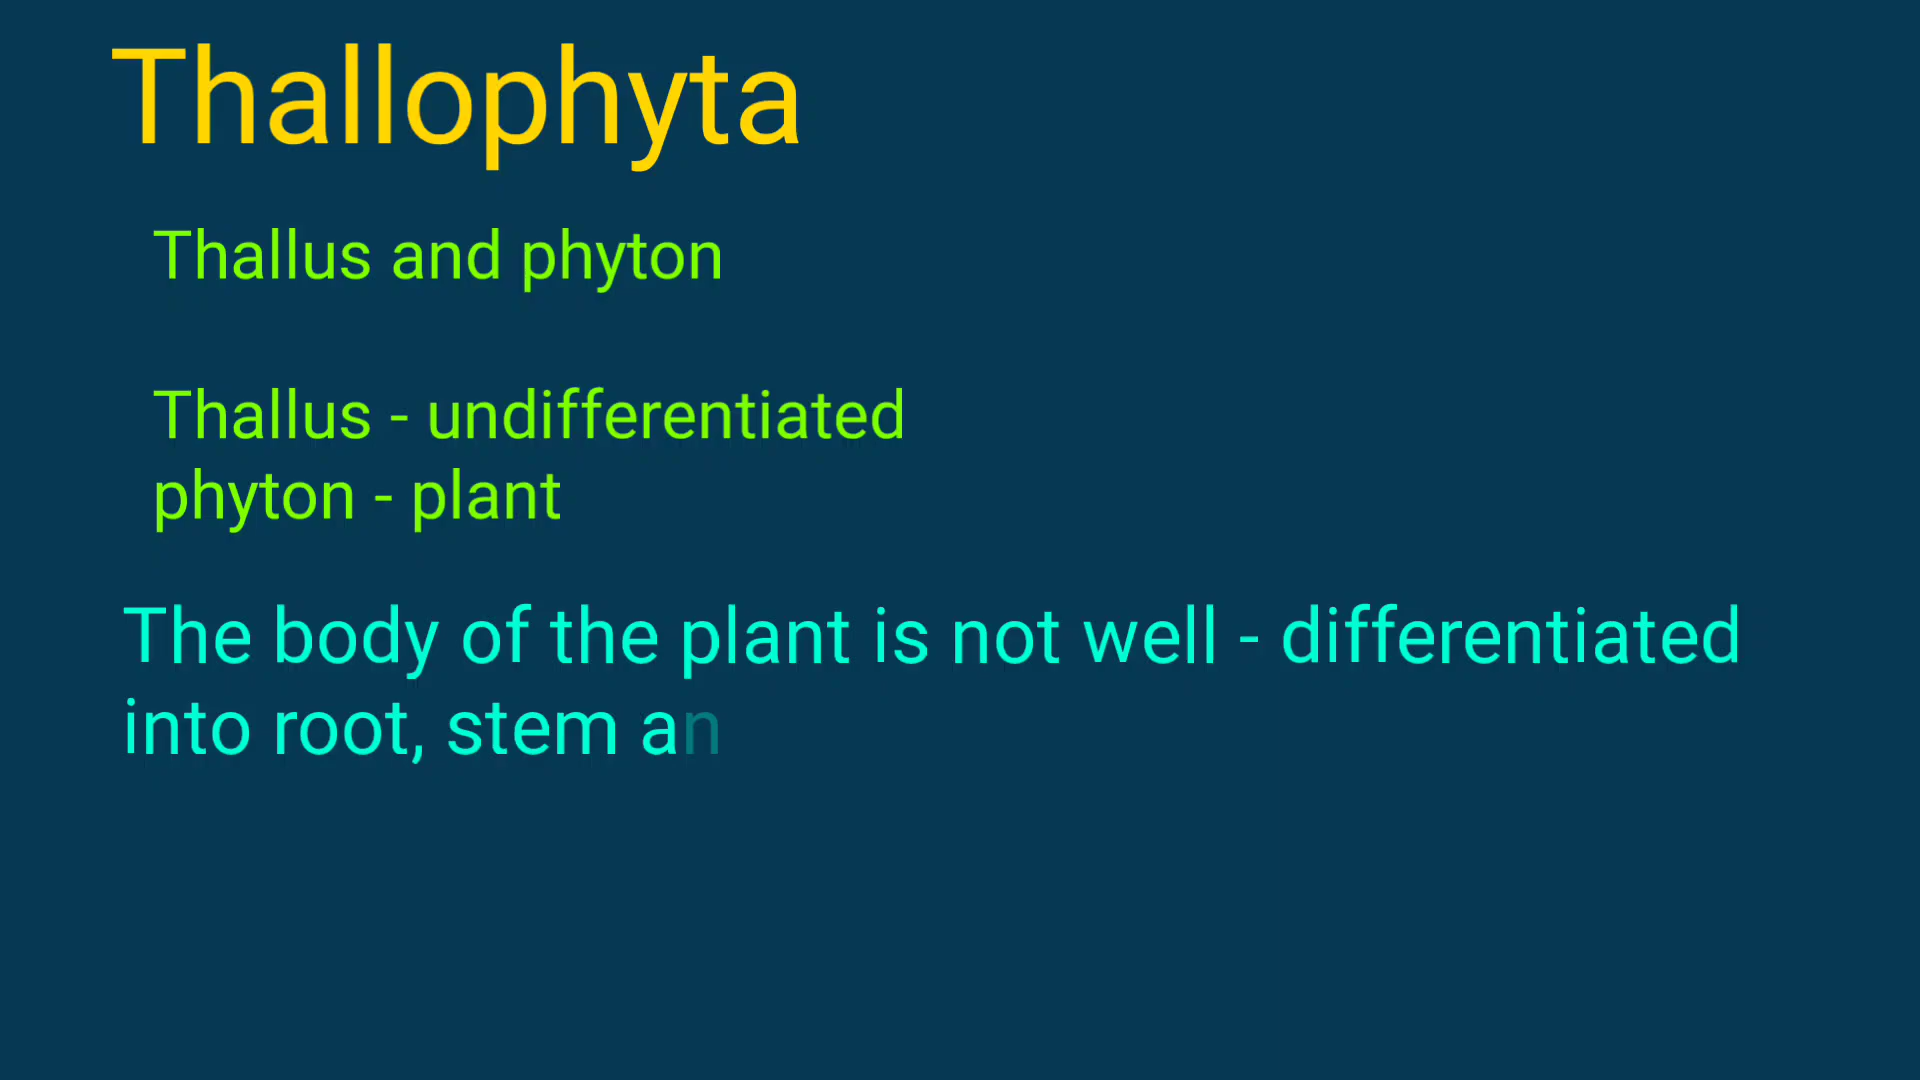 Thallophyta
Thallus and phyton
Thallus - undifferentiated
phyton - plant
The body of the plant is not well - differentiated
into root, stem an